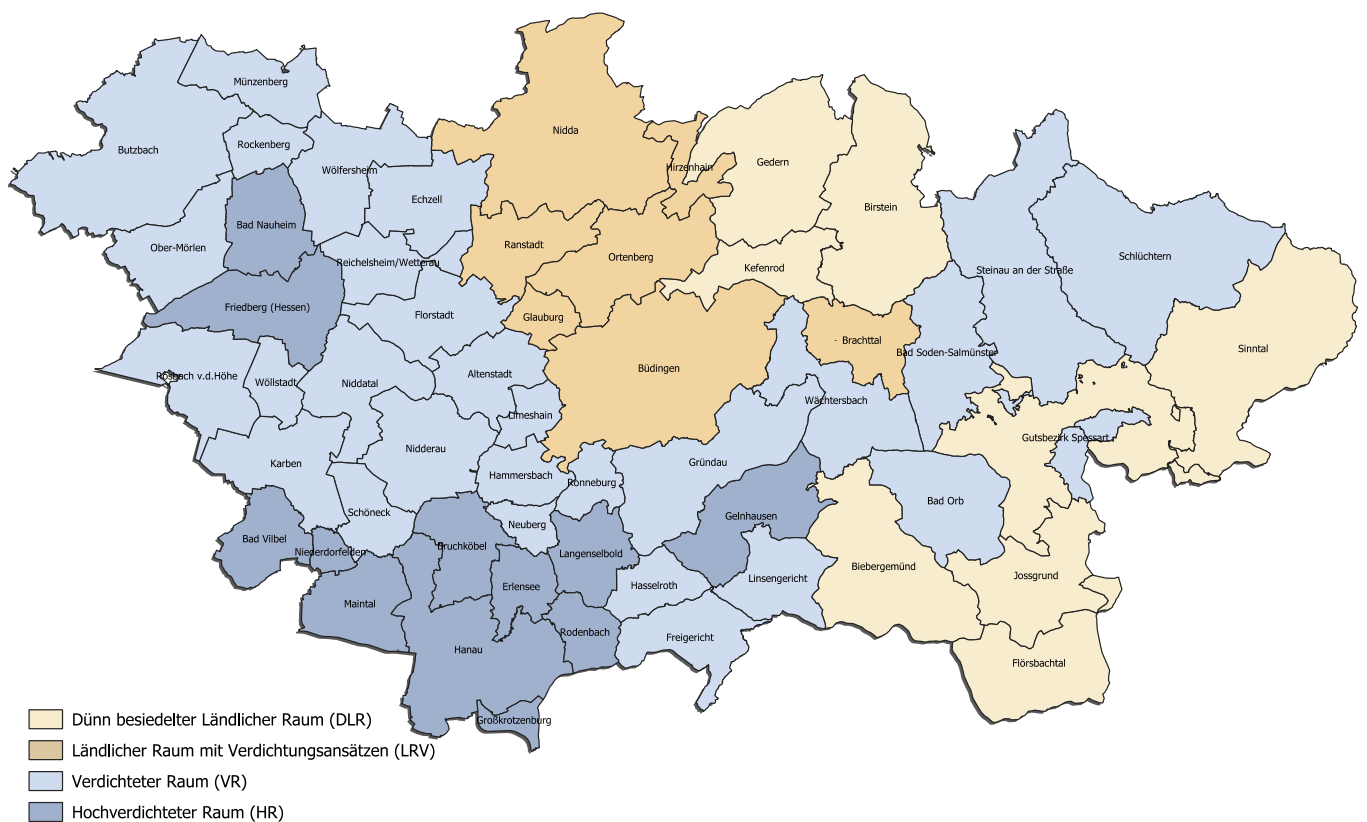 Münzenberg
Nidda
Butzbach
Rockenberg
Wölfersheim
Hirzenhain
Gedern
Echzell
Birstein
Bad Nauheim
Ober-Mörlen
Ranstadt
Ortenberg
Reichelsheim/Wetterau
Kefenrod
Steinau an der Straße
Schlüchtern
Friedberg (Hessen)
Florstadt
Glauburg
Brachttal
Bad Soden-Salmünster
Sinntal
Rosbach v.d.Höhe
Wöllstadt
Niddatal
Altenstadt
Büdingen
Limeshain
Wächtersbach
Gutsbezirk Spessart
Karben
Nidderau
Hammersbach
Ronneburg
Gründau
Bad Orb
Schöneck
Neuberg
Gelnhausen
Bad Vilbel
Niederdorfelden
Bruchköbel
Langenselbold
Erlensee
Hasselroth
Linsengericht
Biebergemünd
Jossgrund
Maintal
Rodenbach
Hanau
Freigericht
Flörsbachtal
Großkrotzenburg
Dünn besiedelter Ländlicher Raum (DLR)
Ländlicher Raum mit Verdichtungsansätzen (LRV)
Verdichteter Raum (VR)
Hochverdichteter Raum (HR)